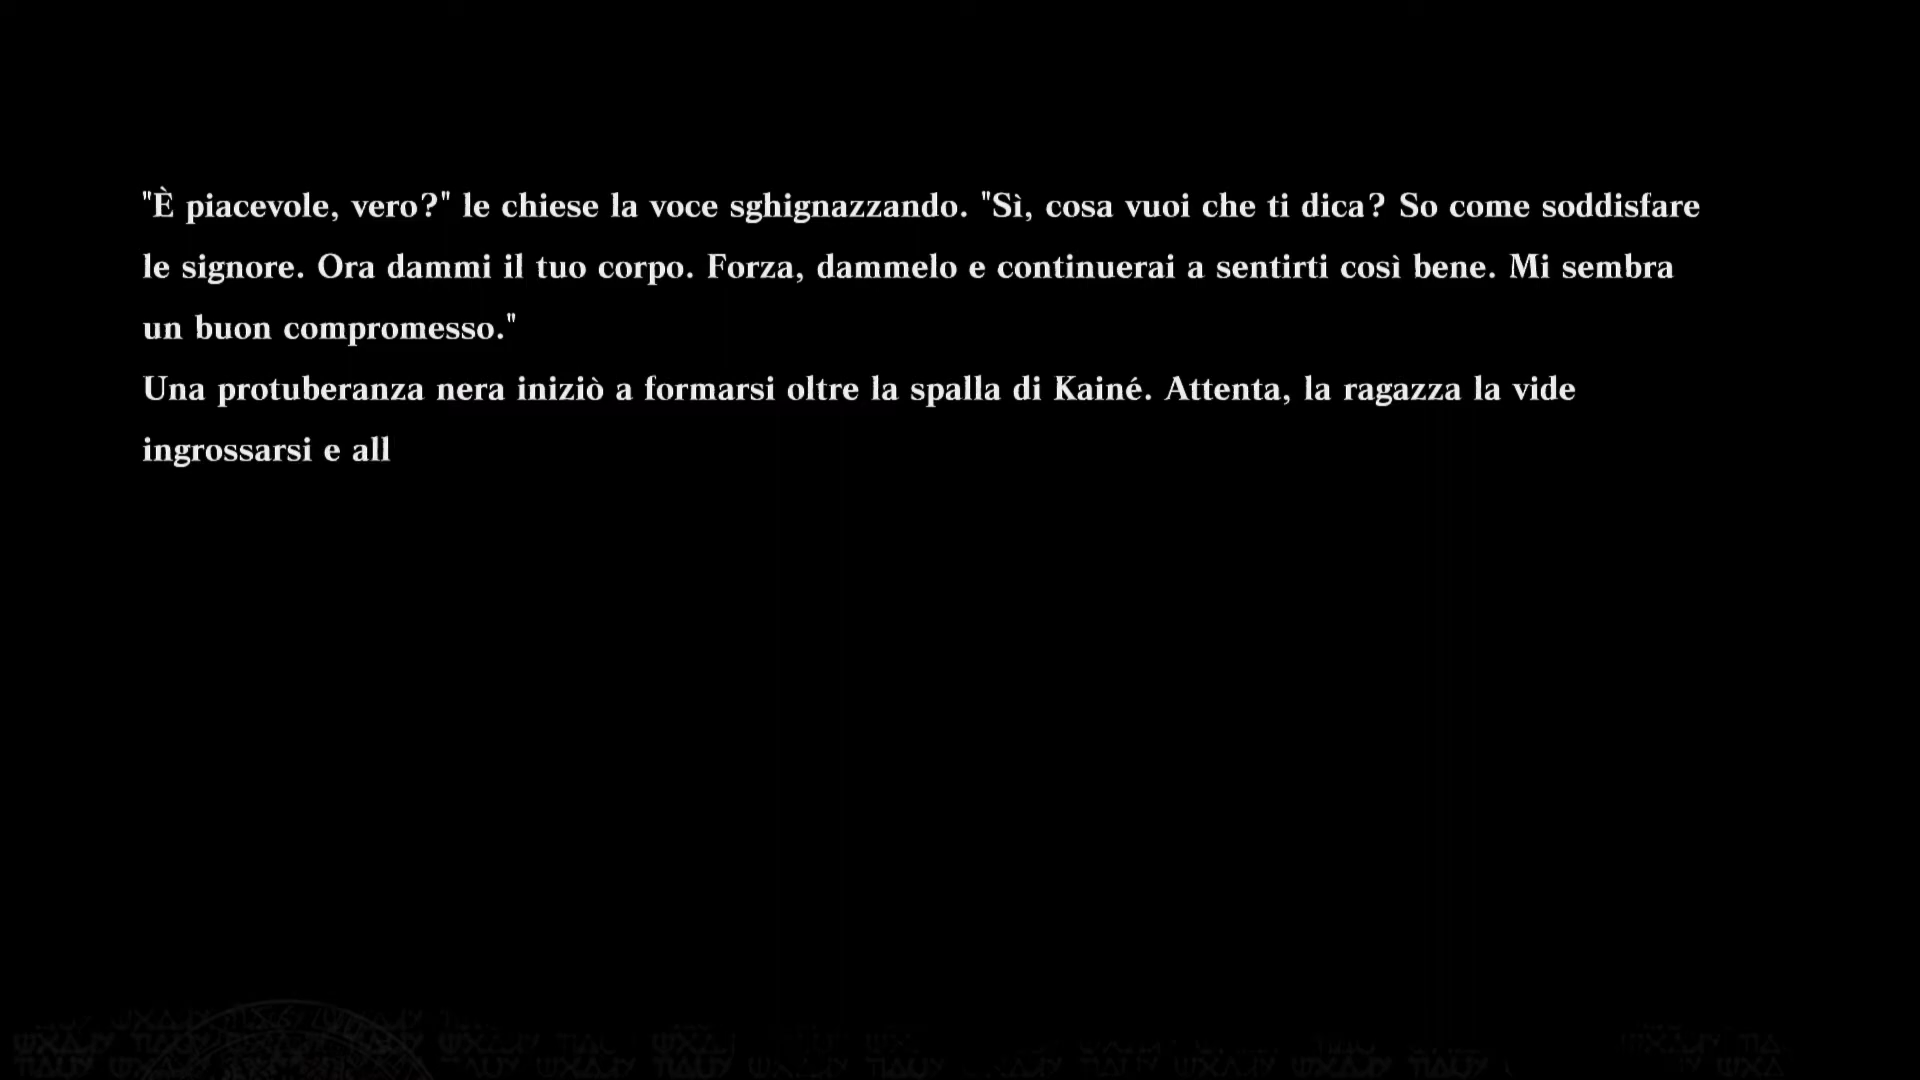 "È piacevole, vero?" le chiese la voce sghignazzando. "Sì, cosa vuoi che ti dica? So come soddisfare
le signore. Ora dammi il tuo corpo. Forza, dammelo e continuerai a sentirti così bene. Mi sembra
un buon compromesso."
Una protuberanza nera iniziò a formarsi oltre la spalla di Kainé. Attenta, la ragazza la vide
ingrossarsi e all